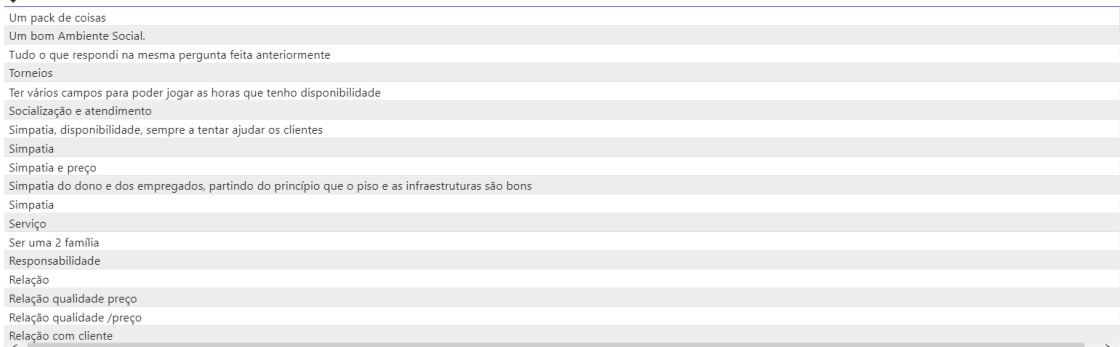 Um pack de coisas
Um bom Ambiente Social.
Tudo o que respondi na mesma pergunta feita anteriormente
Torneios
Ter vários campos para poder jogar as horas que tenho disponibilidade
Socialização e atendimento
Simpatia, disponibilidade, sempre a tentar ajudar os clientes
Simpatia
Simpatia e preço
Simpatia do dono e dos empregados, partindo do princípio que o piso e as infraestruturas são bons
Simpatia
Serviço
Ser uma 2 família
Responsabilidade
Relação
Relação qualidade preço
Relação qualidade /preço
Relação com cliente